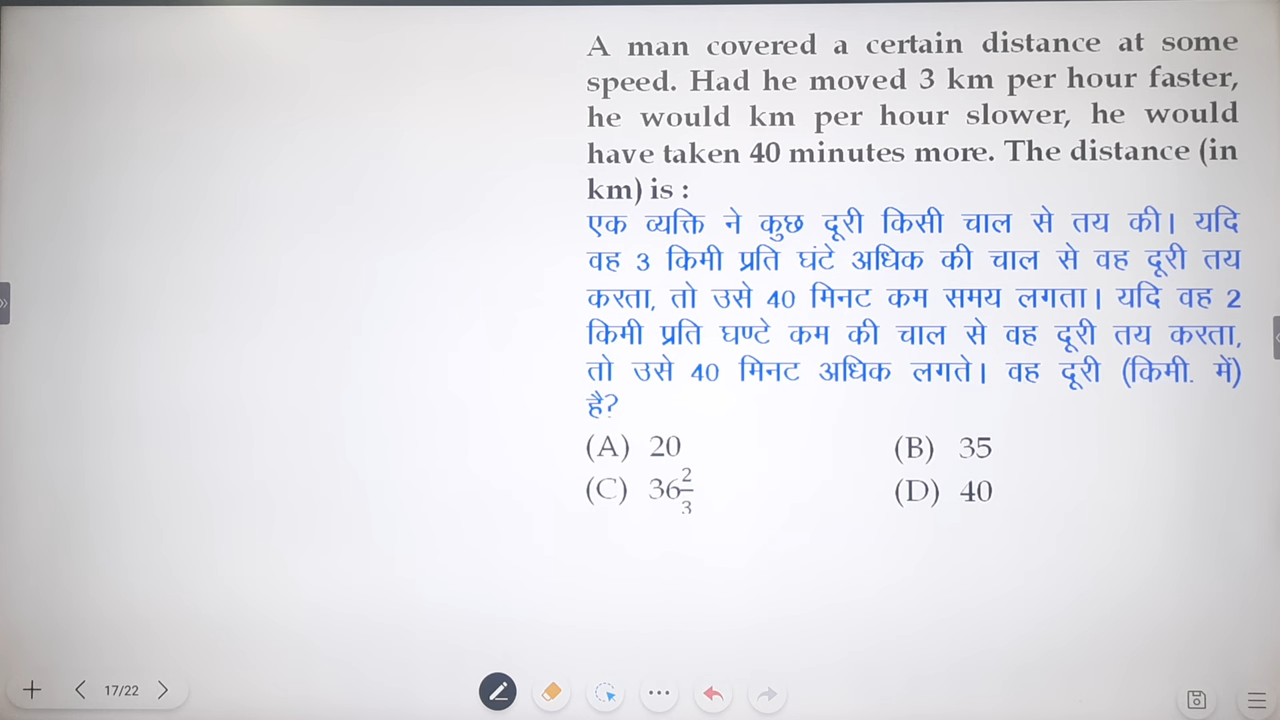 A man covered a certain distance at some
speed. Had he moved 3 km per hour faster,
he would km per hour slower, he would
have taken 40 minutes more. The distance (in
km) is :
एक व्यक्ति ने कुछ दूरी किसी चाल से तय की। यदि
वह 3 किमी प्रति घंटे अधिक की चाल से वह दूरी तय
करता, तो उसे 40 मिनट कम समय लगता। यदि वह 2
किमी प्रति घण्टे कम की चाल से वह दूरी तय करता,
तो उसे 40 मिनट अधिक लगते। वह दूरी (किमी. में)
है?
(A) 20 (B) 35
(C) 36 2/3 (D) 40
17/22